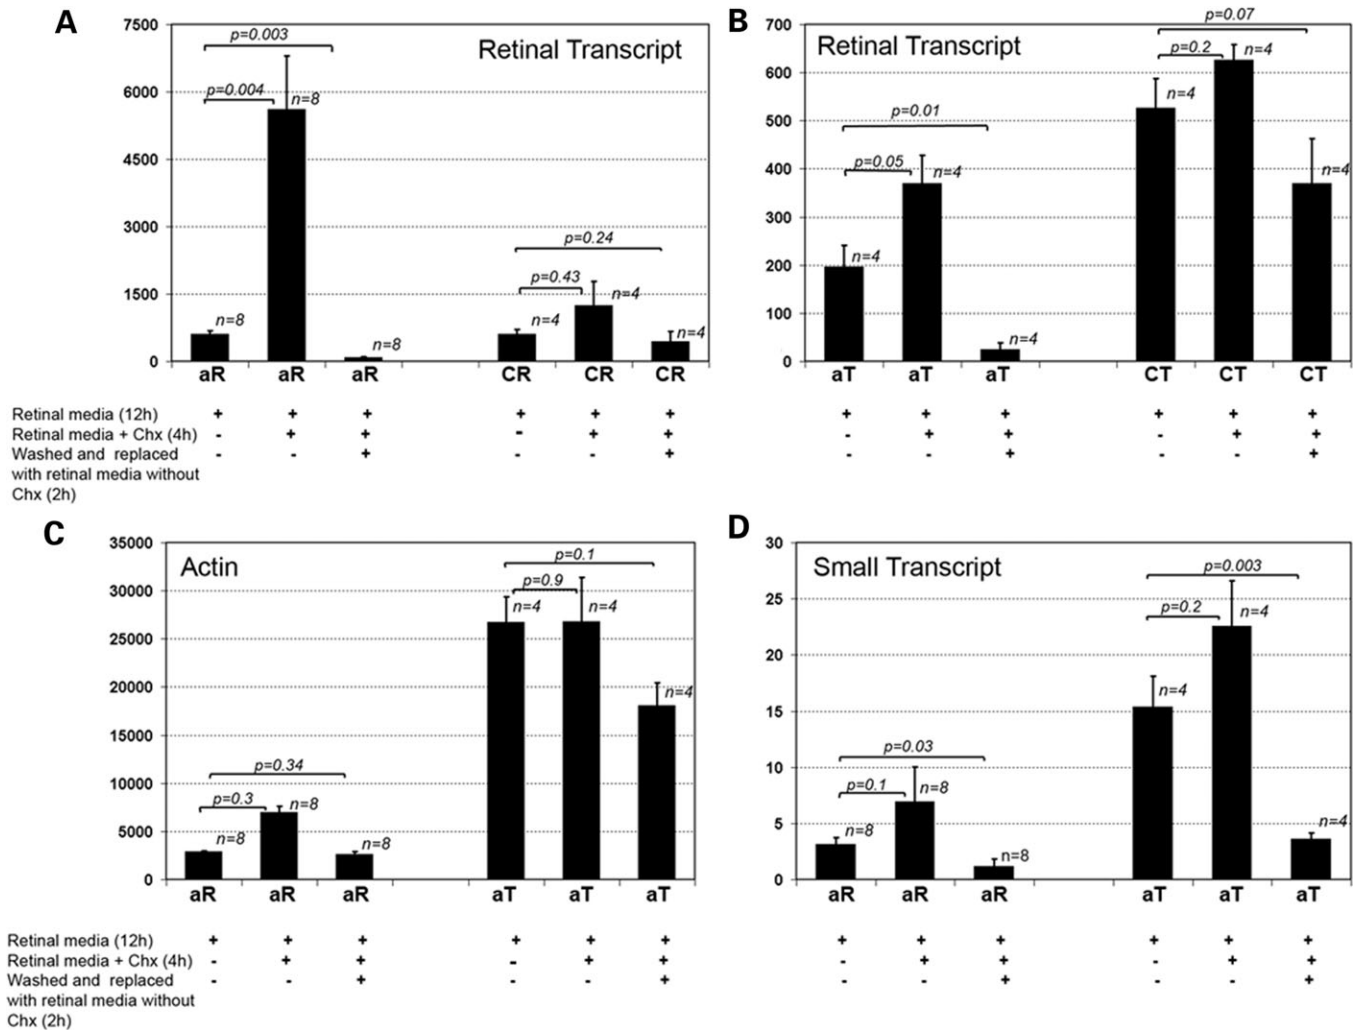 A
7500
6000
4500
3000
1500
0
Retinal Transcript
p=0.003
p=0.004
n=8
n=8
n=8
p=0.24
p=0.43
n=4
n=4
n=4
aR aR aR CR CR CR
Retinal media (12h) + + + + + +
Retinal media + Chx (4h) - + + - + +
Washed and replaced - - + - - +
with retinal media without
Chx (2h)
B
700
600
500
400
300
200
100
0
Retinal Transcript
p=0.07
p=0.2
n=4
n=4
n=4
p=0.01
p=0.05
n=4
n=4
n=4
aT aT aT CT CT CT
+ + + + + +
- + + - + +
- - + - - +
C
35000
30000
25000
20000
15000
10000
5000
0
Actin
p=0.1
p=0.9
n=4
n=4
n=4
p=0.34
p=0.3
n=8
n=8
n=8
aR aR aR aT aT aT
Retinal media (12h) + + + + + +
Retinal media + Chx (4h) - + + - + +
Washed and replaced - - + - - +
with retinal media without
Chx (2h)
D
30
25
20
15
10
5
0
Small Transcript
p=0.003
p=0.2
n=4
n=4
n=4
p=0.03
p=0.1
n=8
n=8
n=8
aR aR aR aT aT aT
+ + + + + +
- + + - + +
- - + - - +